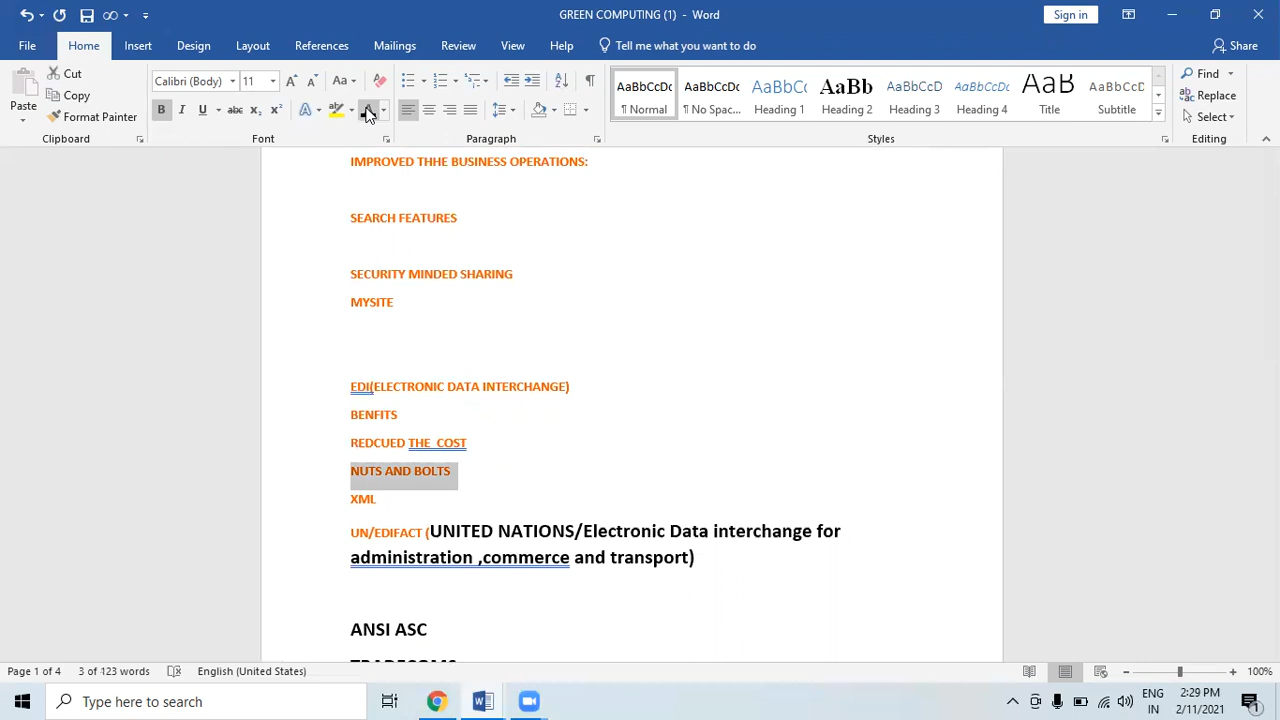 GREEN COMPUTING (1) - Word
Sign in
File Home Insert Design Layout References Mailings Review View Help Tell me what you want to do Share
Cut
Copy
Format Painter
Paste
Clipboard
Calibri (Body) 11
Font
Paragraph
AaBbCcDc AaBbCcDc AaBbCc AaBb AaBbCcD AaBbCcDc AaB AaBbCcD
¶ Normal ¶ No Spac... Heading 1 Heading 2 Heading 3 Heading 4 Title Subtitle
Styles
Find
Replace
Select
Editing
IMPROVED THHE BUSINESS OPERATIONS:
SEARCH FEATURES
SECURITY MINDED SHARING
MYSITE
EDI(ELECTRONIC DATA INTERCHANGE)
BENFITS
REDCUED THE COST
NUTS AND BOLTS
XML
UN/EDIFACT (UNITED NATIONS/Electronic Data interchange for
administration ,commerce and transport)
ANSI ASC
TRADECOMS
Page 1 of 4 3 of 123 words English (United States) 100%
Type here to search
ENG
IN
2:29 PM
2/11/2021